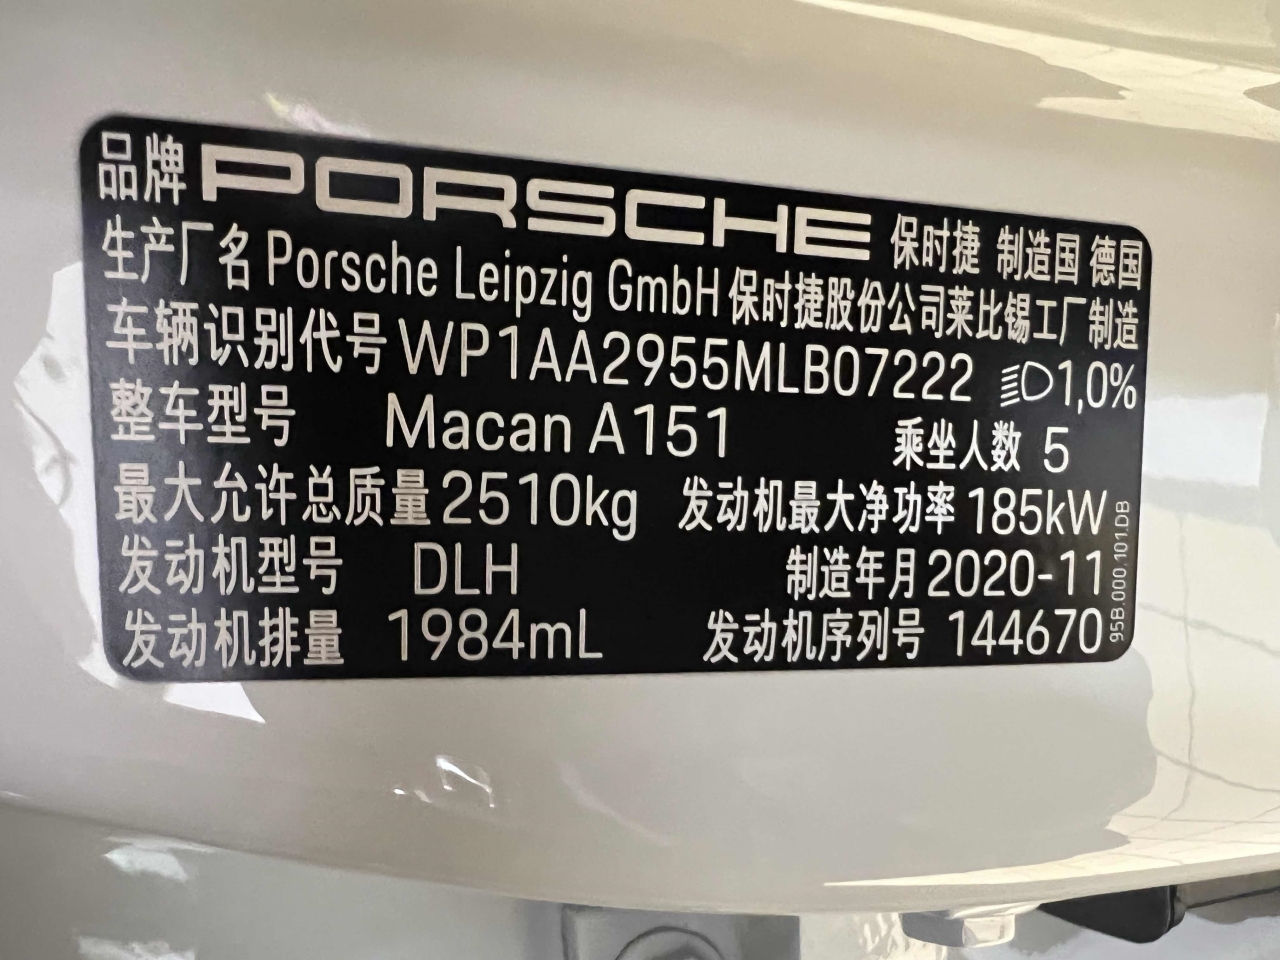 品牌 PORSCHE 保时捷 制造国 德国
生产厂名 Porsche Leipzig GmbH 保时捷股份公司莱比锡工厂制造
车辆识别代号 WP1AA2955MLB07222 1,0%
整车型号 Macan A151 乘坐人数 5
最大允许总质量 2510kg 发动机最大净功率 185kW
发动机型号 DLH 制造年月 2020-11
发动机排量 1984mL 发动机序列号 144670
95B.000.101.DB